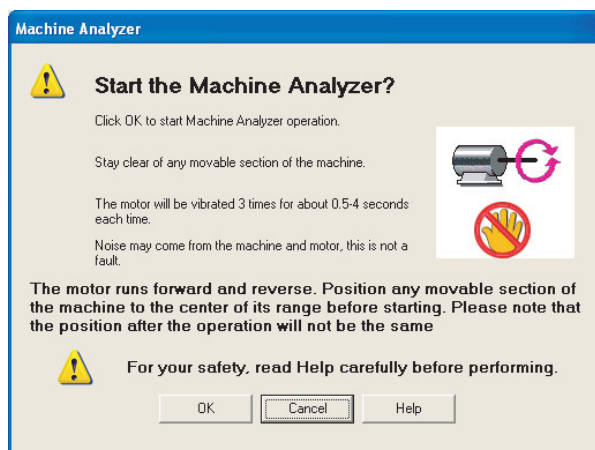 Machine Analyzer
Start the Machine Analyzer?
Click OK to start Machine Analyzer operation.
Stay clear of any movable section of the machine.
The motor will be vibrated 3 times for about 0.5-4 seconds
each time.
Noise may come from the machine and motor, this is not a
fault.
The motor runs forward and reverse. Position any movable section of
the machine to the center of its range before starting. Please note that
the position after the operation will not be the same
For your safety, read Help carefully before performing.
OK
Cancel
Help